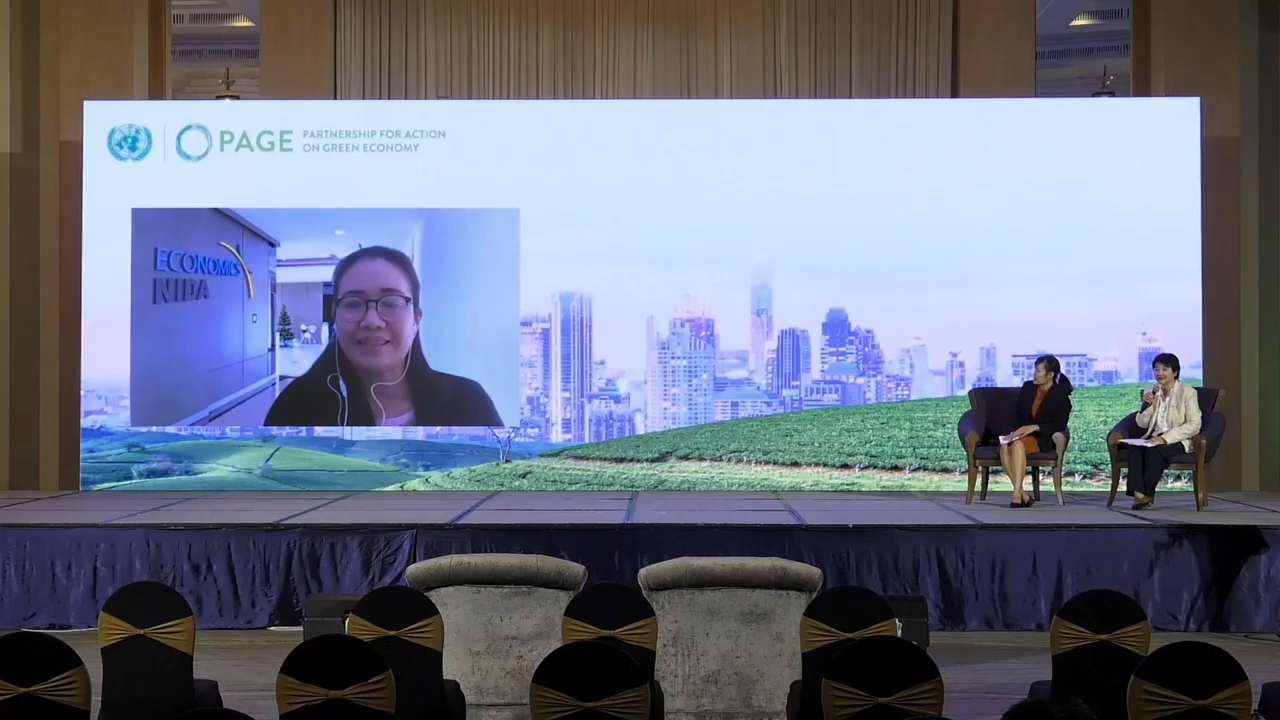 PAGE
PARTNERSHIP FOR ACTION
ON GREEN ECONOMY
ECONOMICS
NIDA